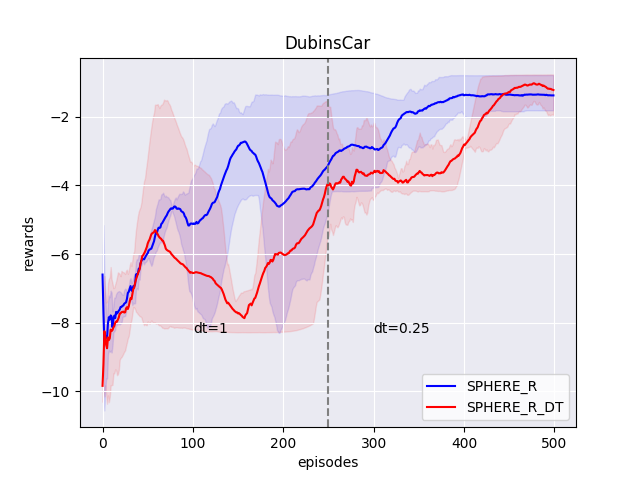 DubinsCar
rewards
−2
−4
−6
−8
−10
dt=1
dt=0.25
SPHERE_R
SPHERE_R_DT
0
100
200
300
400
500
episodes